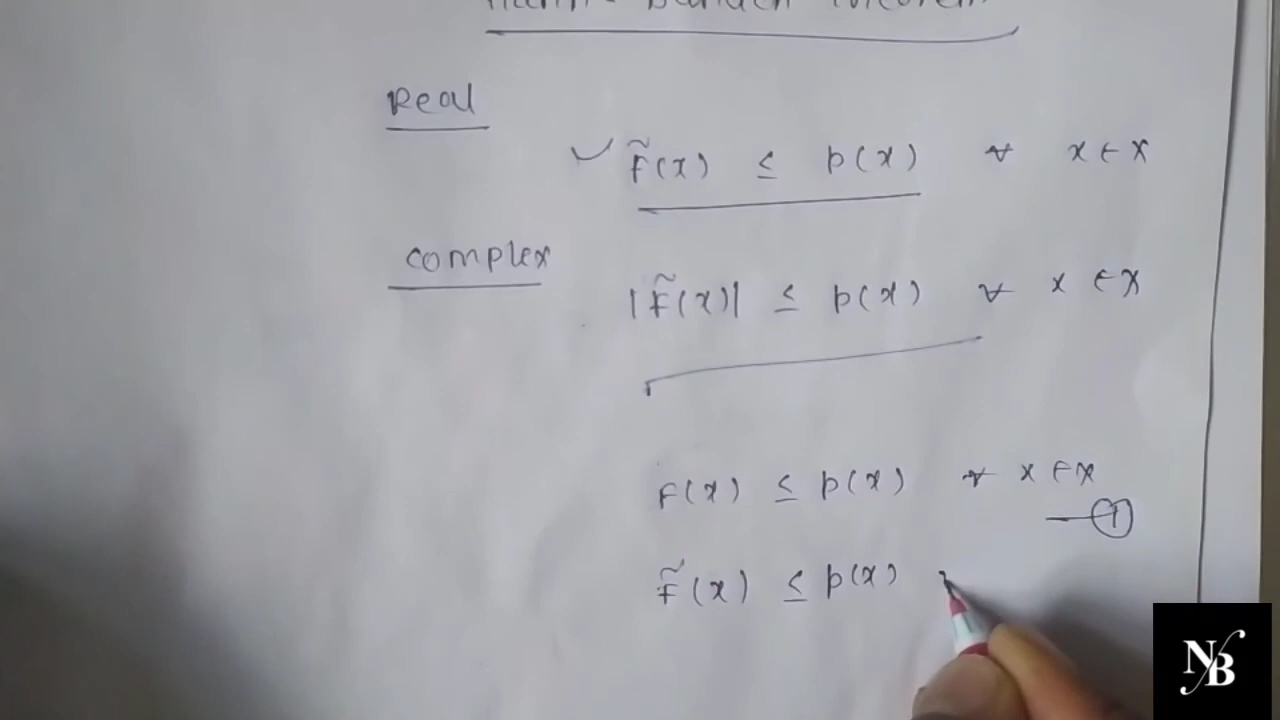 Real
F̃(x) ≤ p(x) ∀ x ∈ X
complex
|F̃(x)| ≤ p(x) ∀ x ∈ X
F(x) ≤ p(x) ∀ x ∈ X
— ①
F̃(x) ≤ p(x)
NB